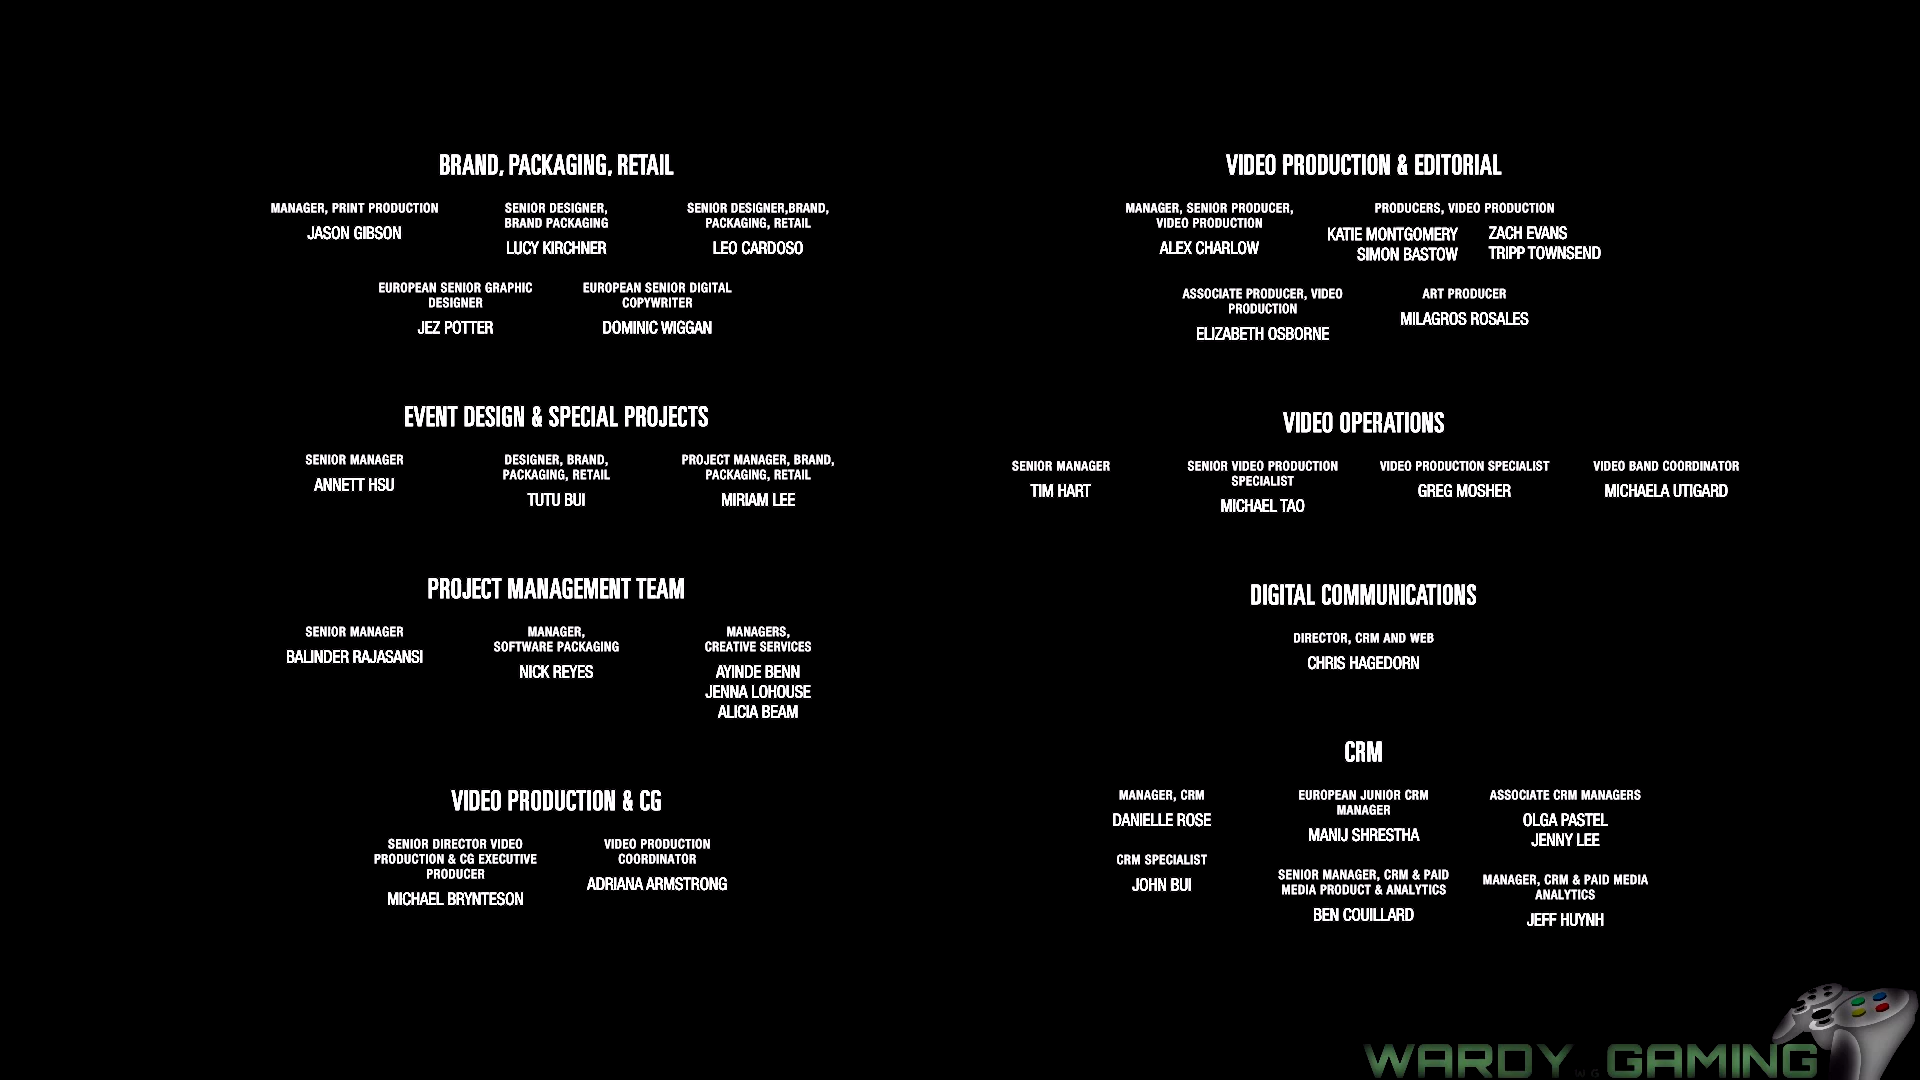 BRAND, PACKAGING, RETAIL
MANAGER, PRINT PRODUCTION
JASON GIBSON
SENIOR DESIGNER,
BRAND PACKAGING
LUCY KIRCHNER
SENIOR DESIGNER,BRAND,
PACKAGING, RETAIL
LEO CARDOSO
EUROPEAN SENIOR GRAPHIC
DESIGNER
JEZ POTTER
EUROPEAN SENIOR DIGITAL
COPYWRITER
DOMINIC WIGGAN
EVENT DESIGN & SPECIAL PROJECTS
SENIOR MANAGER
ANNETT HSU
DESIGNER, BRAND,
PACKAGING, RETAIL
TUTU BUI
PROJECT MANAGER, BRAND,
PACKAGING, RETAIL
MIRIAM LEE
PROJECT MANAGEMENT TEAM
SENIOR MANAGER
BALINDER RAJASANSI
MANAGER,
SOFTWARE PACKAGING
NICK REYES
MANAGERS,
CREATIVE SERVICES
AYINDE BENN
JENNA LOHOUSE
ALICIA BEAM
VIDEO PRODUCTION & CG
SENIOR DIRECTOR VIDEO
PRODUCTION & CG EXECUTIVE
PRODUCER
MICHAEL BRYNTESON
VIDEO PRODUCTION
COORDINATOR
ADRIANA ARMSTRONG
VIDEO PRODUCTION & EDITORIAL
MANAGER, SENIOR PRODUCER,
VIDEO PRODUCTION
ALEX CHARLOW
PRODUCERS, VIDEO PRODUCTION
KATIE MONTGOMERY
SIMON BASTOW
ZACH EVANS
TRIPP TOWNSEND
ASSOCIATE PRODUCER, VIDEO
PRODUCTION
ELIZABETH OSBORNE
ART PRODUCER
MILAGROS ROSALES
VIDEO OPERATIONS
SENIOR MANAGER
TIM HART
SENIOR VIDEO PRODUCTION
SPECIALIST
MICHAEL TAO
VIDEO PRODUCTION SPECIALIST
GREG MOSHER
VIDEO BAND COORDINATOR
MICHAELA UTIGARD
DIGITAL COMMUNICATIONS
DIRECTOR, CRM AND WEB
CHRIS HAGEDORN
CRM
MANAGER, CRM
DANIELLE ROSE
EUROPEAN JUNIOR CRM
MANAGER
MANIJ SHRESTHA
ASSOCIATE CRM MANAGERS
OLGA PASTEL
JENNY LEE
CRM SPECIALIST
JOHN BUI
SENIOR MANAGER, CRM & PAID
MEDIA PRODUCT & ANALYTICS
BEN COUILLARD
MANAGER, CRM & PAID MEDIA
ANALYTICS
JEFF HUYNH
WARDY GAMING
WG